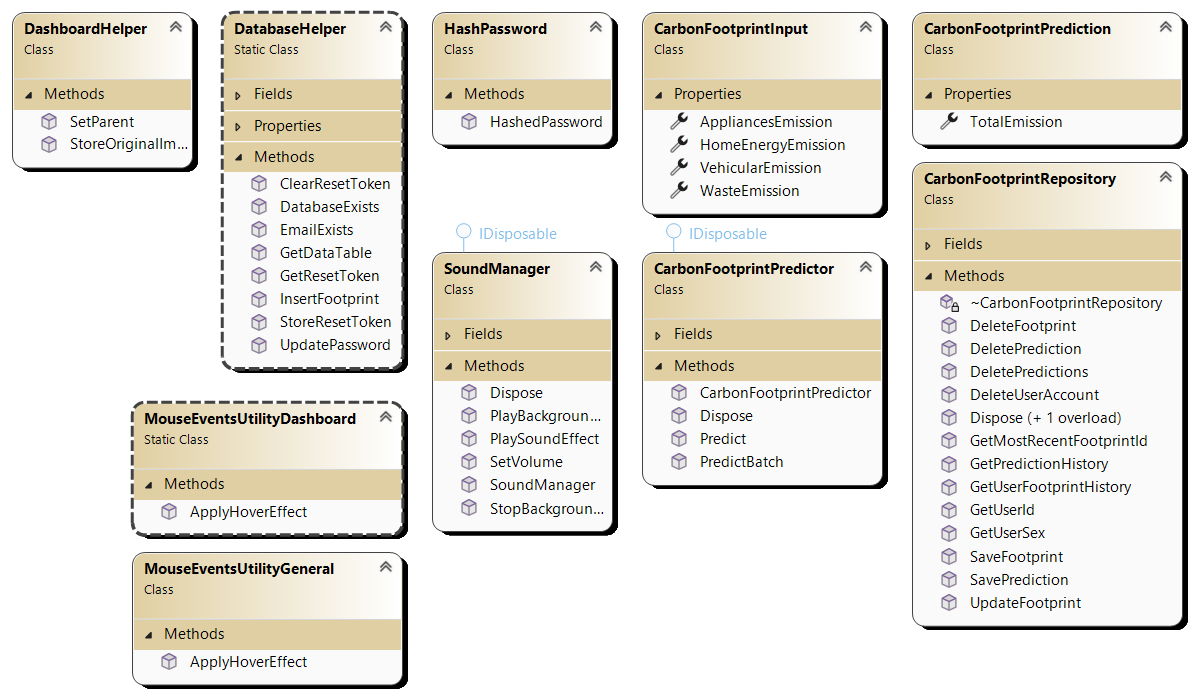 DashboardHelper
Class
Methods
SetParent
StoreOriginalIm...
DatabaseHelper
Static Class
Fields
Properties
Methods
ClearResetToken
DatabaseExists
EmailExists
GetDataTable
GetResetToken
InsertFootprint
StoreResetToken
UpdatePassword
HashPassword
Class
Methods
HashedPassword
CarbonFootprintInput
Class
Properties
AppliancesEmission
HomeEnergyEmission
VehicularEmission
WasteEmission
CarbonFootprintPrediction
Class
Properties
TotalEmission
IDisposable
SoundManager
Class
Fields
Methods
Dispose
PlayBackgroun...
PlaySoundEffect
SetVolume
SoundManager
StopBackgroun...
IDisposable
CarbonFootprintPredictor
Class
Fields
Methods
CarbonFootprintPredictor
Dispose
Predict
PredictBatch
CarbonFootprintRepository
Class
Fields
Methods
~CarbonFootprintRepository
DeleteFootprint
DeletePrediction
DeletePredictions
DeleteUserAccount
Dispose (+ 1 overload)
GetMostRecentFootprintId
GetPredictionHistory
GetUserFootprintHistory
GetUserId
GetUserSex
SaveFootprint
SavePrediction
UpdateFootprint
MouseEventsUtilityDashboard
Static Class
Methods
ApplyHoverEffect
MouseEventsUtilityGeneral
Class
Methods
ApplyHoverEffect